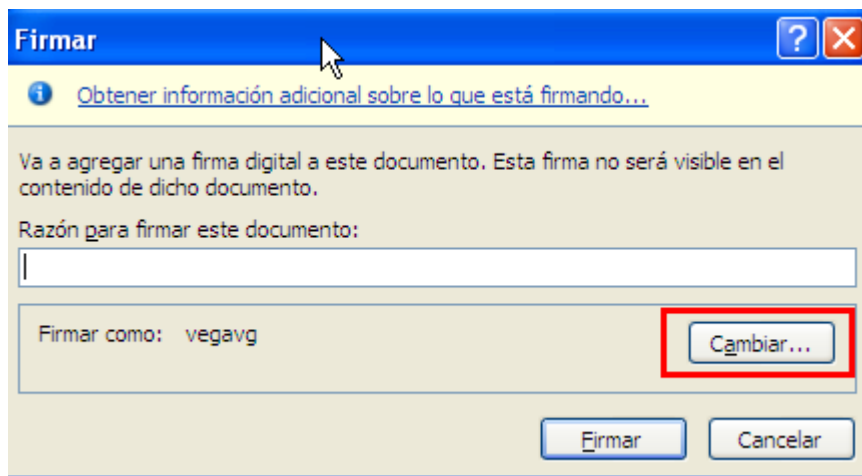 Firmar
Obtener información adicional sobre lo que está firmando...
Va a agregar una firma digital a este documento. Esta firma no será visible en el
contenido de dicho documento.
Razón para firmar este documento:
Firmar como: vegavg
Cambiar...
Firmar Cancelar